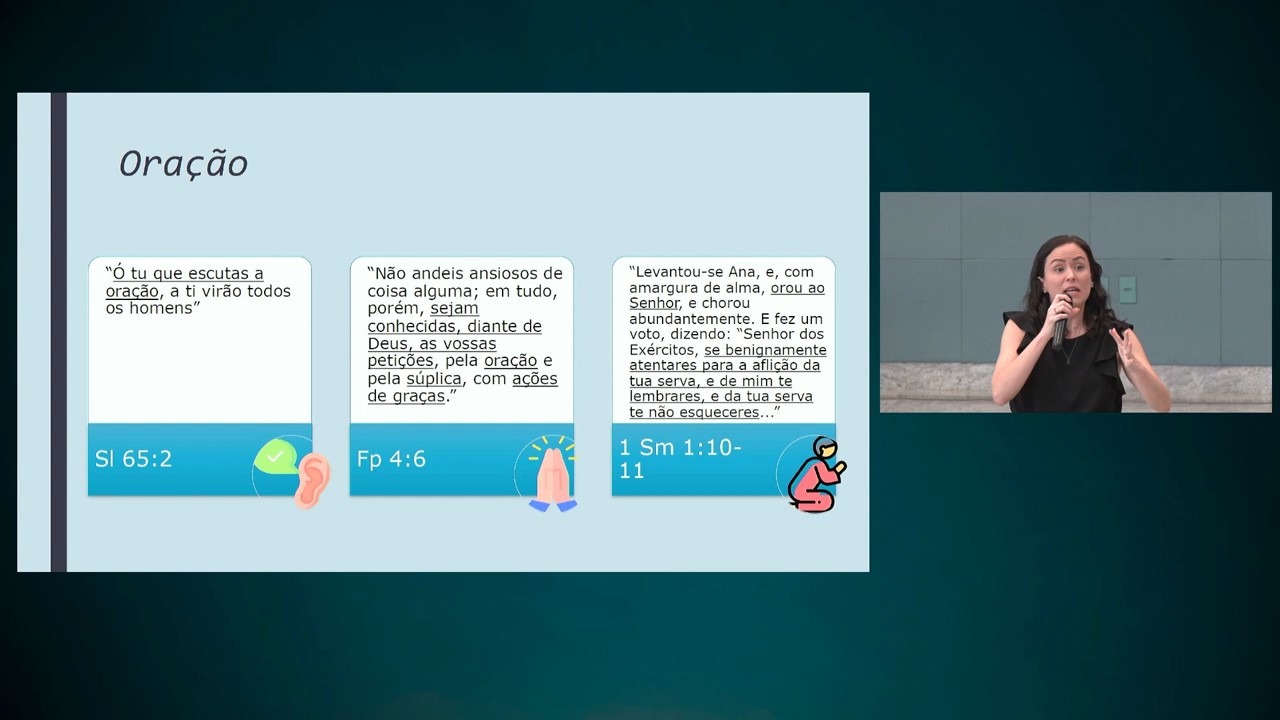 Oração
“Ó tu que escutas a
oração, a ti virão todos
os homens”
Sl 65:2
“Não andeis ansiosos de
coisa alguma; em tudo,
porém, sejam
conhecidas, diante de
Deus, as vossas
petições, pela oração e
pela súplica, com ações
de graças.”
Fp 4:6
“Levantou-se Ana, e, com
amargura de alma, orou ao
Senhor, e chorou
abundantemente. E fez um
voto, dizendo: “Senhor dos
Exércitos, se benignamente
atentares para a aflição da
tua serva, e de mim te
lembrares, e da tua serva
te não esqueceres...”
1 Sm 1:10-
11